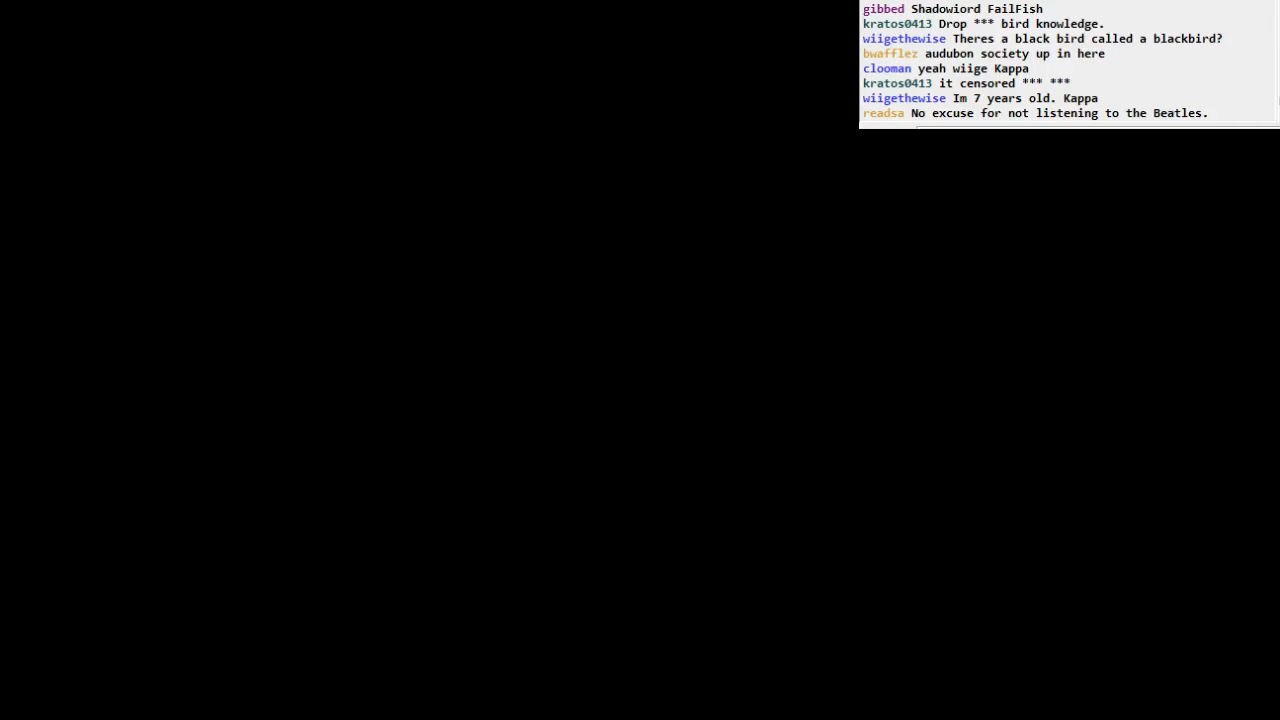 gibbed Shadowiord FailFish
kratos0413 Drop *** bird knowledge.
wiigethewise Theres a black bird called a blackbird?
bwafflez audubon society up in here
clooman yeah wiige Kappa
kratos0413 it censored *** ***
wiigethewise Im 7 years old. Kappa
readsa No excuse for not listening to the Beatles.